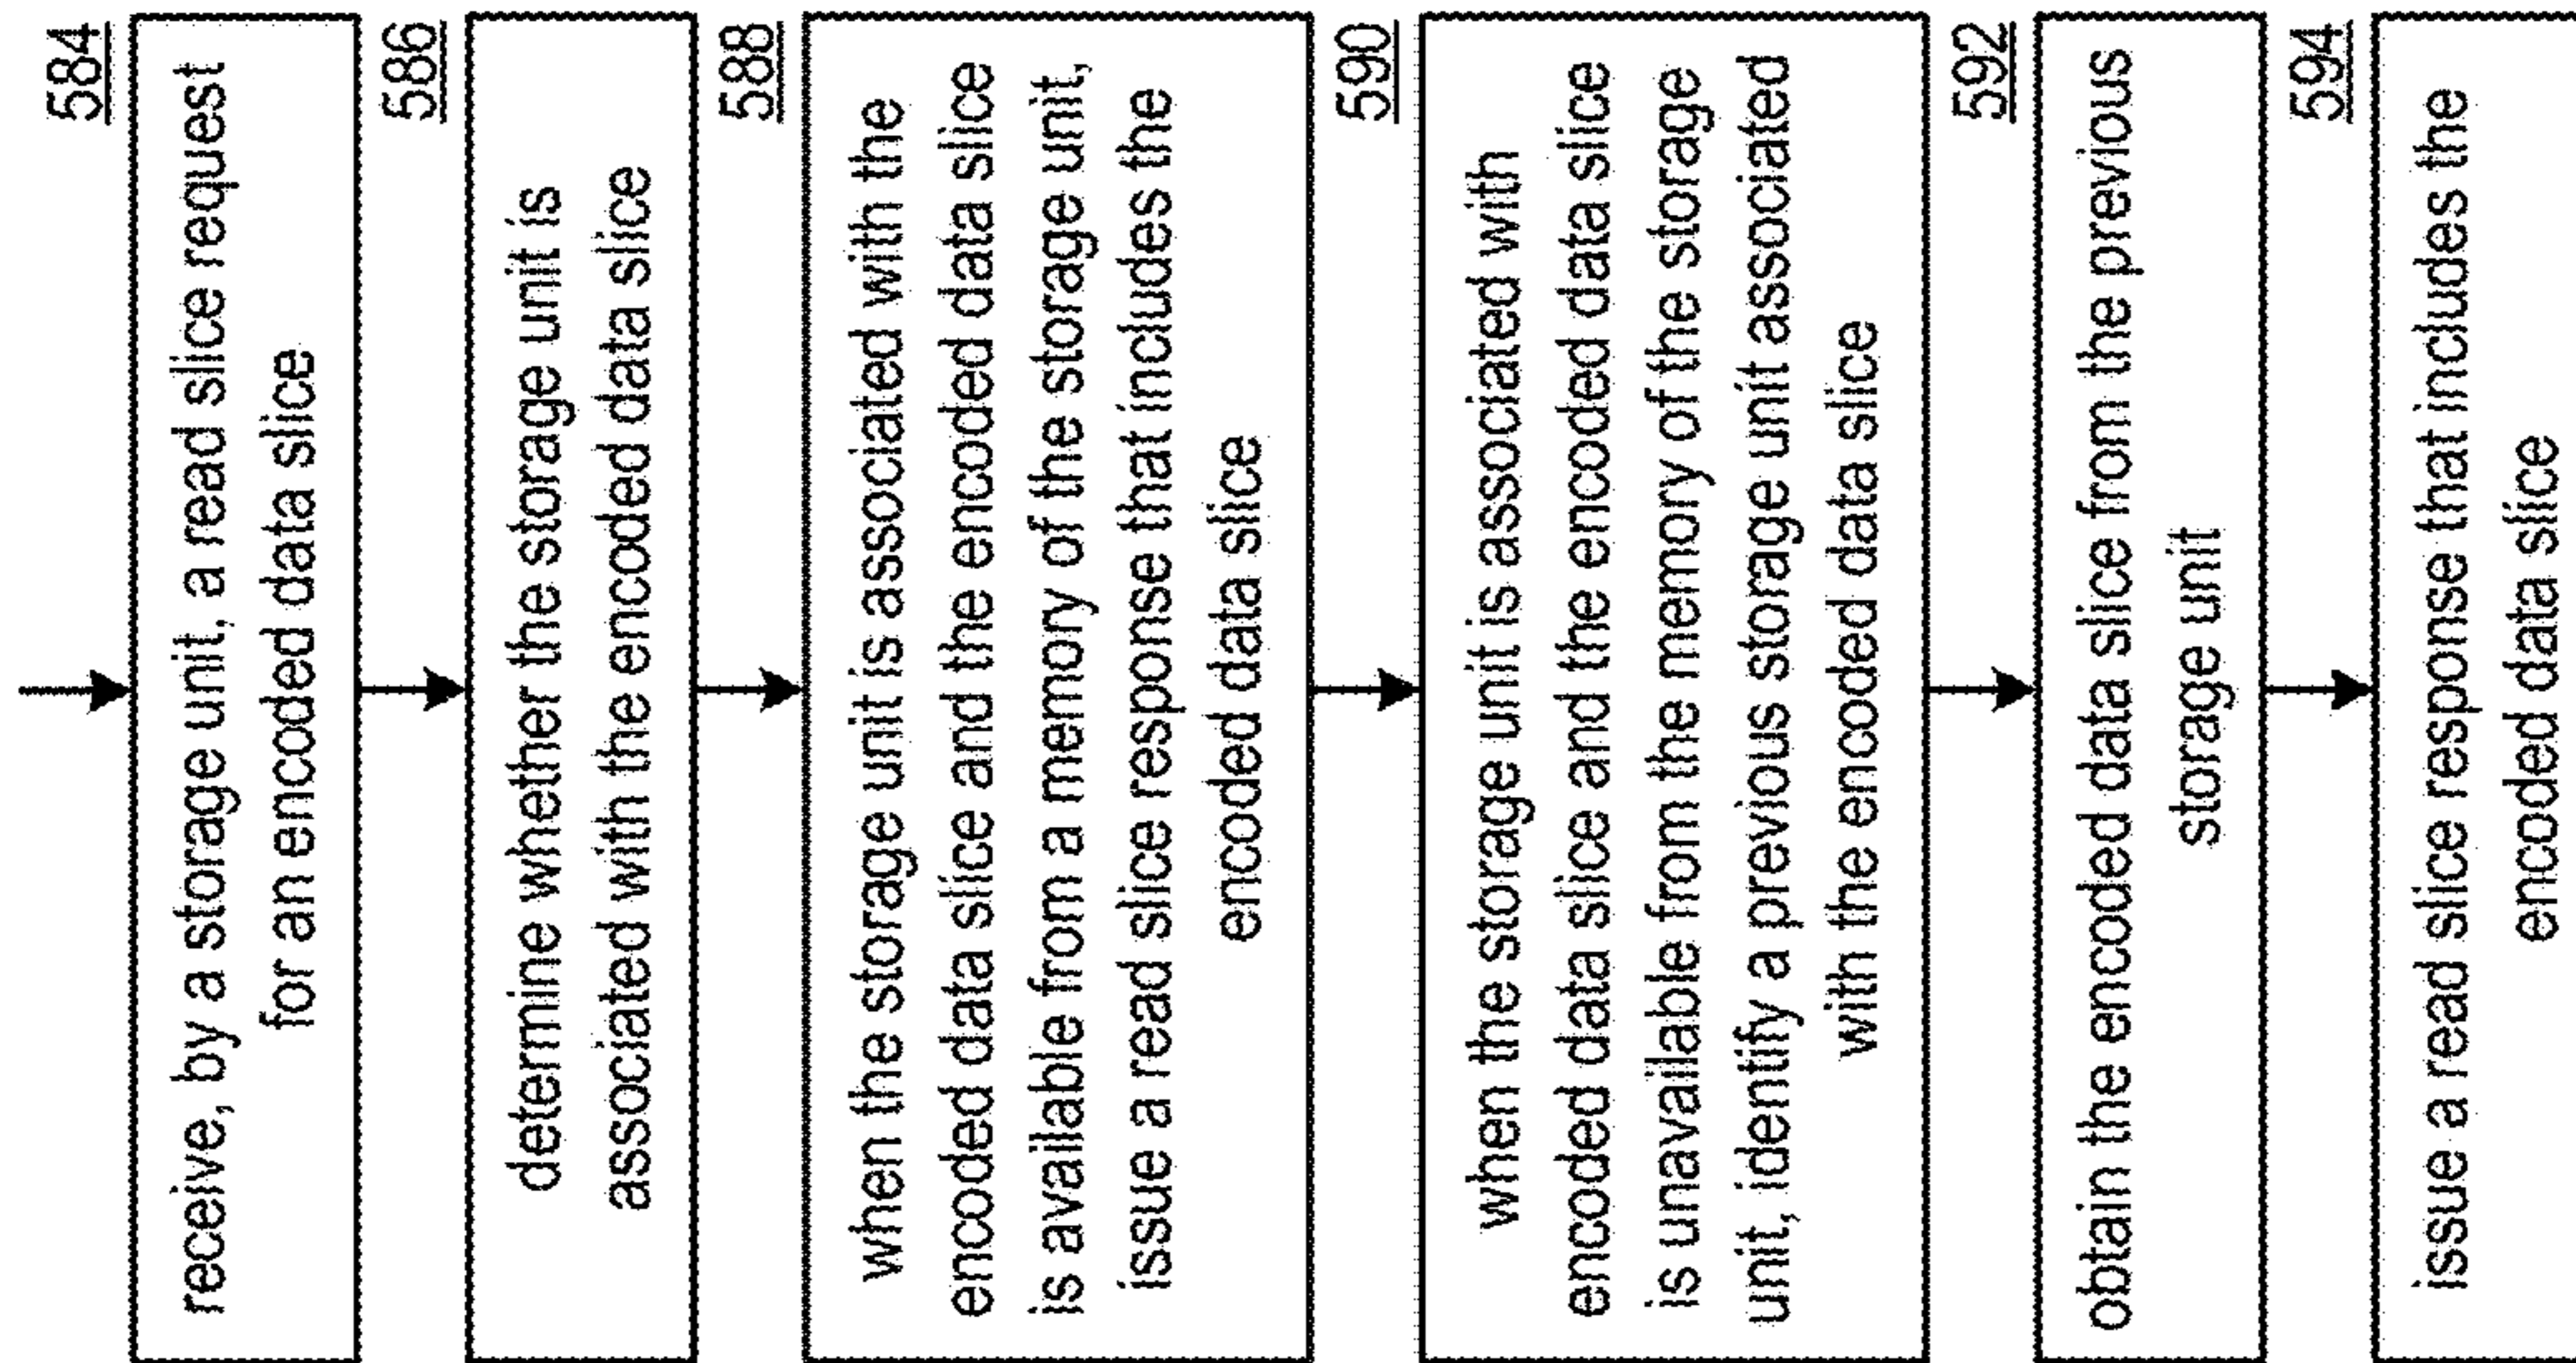 584
receive, by a storage unit, a read slice request
for an encoded data slice
586
determine whether the storage unit is
associated with the encoded data slice
588
when the storage unit is associated with the
encoded data slice and the encoded data slice
is available from a memory of the storage unit,
issue a read slice response that includes the
encoded data slice
590
when the storage unit is associated with
encoded data slice and the encoded data slice
is unavailable from the memory of the storage
unit, identify a previous storage unit associated
with the encoded data slice
592
obtain the encoded data slice from the previous
storage unit
594
issue a read slice response that includes the
encoded data slice